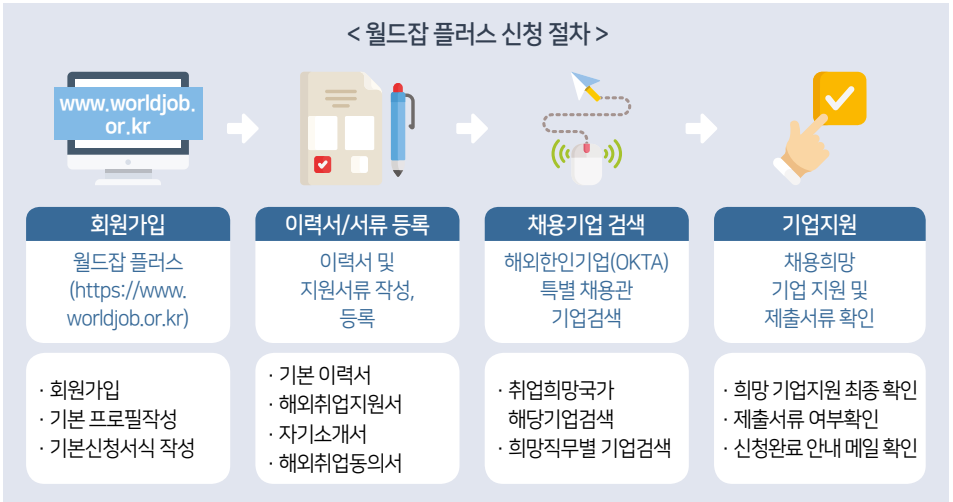 < 월드잡 플러스 신청 절차 >
www.worldjob.
or.kr
회원가입
월드잡 플러스
(https://www.
worldjob.or.kr)
· 회원가입
· 기본 프로필작성
· 기본신청서식 작성
이력서/서류 등록
이력서 및
지원서류 작성,
등록
· 기본 이력서
· 해외취업지원서
· 자기소개서
· 해외취업동의서
채용기업 검색
해외한인기업(OKTA)
특별 채용관
기업검색
· 취업희망국가
해당기업검색
· 희망직무별 기업검색
기업지원
채용희망
기업 지원 및
제출서류 확인
· 희망 기업지원 최종 확인
· 제출서류 여부확인
· 신청완료 안내 메일 확인